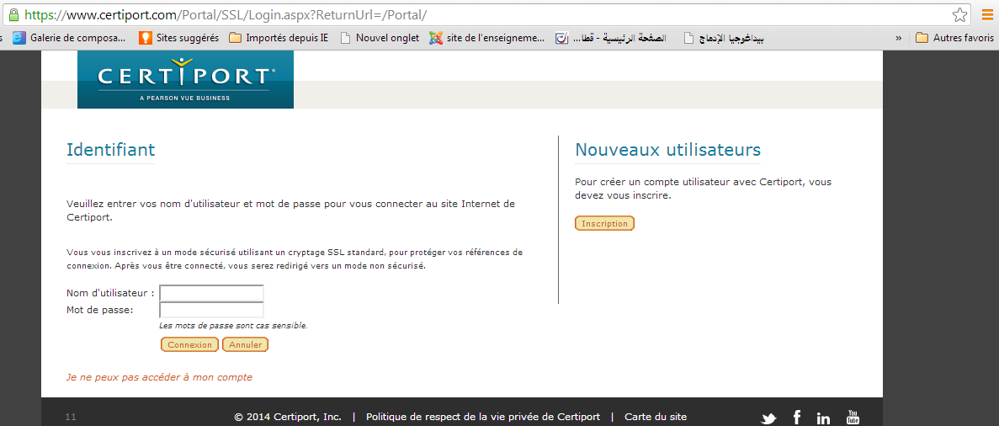 https://www.certiport.com/Portal/SSL/Login.aspx?ReturnUrl=/Portal/
s Galerie de composa... Sites suggérés Importés depuis IE Nouvel onglet site de l'enseigneme... الصفحة الرئيسية - قطا... بيداغوجيا الإدماج » Autres favoris
CERTIPORT®
A PEARSON VUE BUSINESS
Identifiant
Veuillez entrer vos nom d'utilisateur et mot de passe pour vous connecter au site Internet de
Certiport.
Vous vous inscrivez à un mode sécurisé utilisant un cryptage SSL standard, pour protéger vos références de
connexion. Après vous être connecté, vous serez redirigé vers un mode non sécurisé.
Nom d'utilisateur :
Mot de passe:
Les mots de passe sont cas sensible.
Connexion Annuler
Je ne peux pas accéder à mon compte
Nouveaux utilisateurs
Pour créer un compte utilisateur avec Certiport, vous
devez vous inscrire.
Inscription
11 © 2014 Certiport, Inc. | Politique de respect de la vie privée de Certiport | Carte du site
You Tube